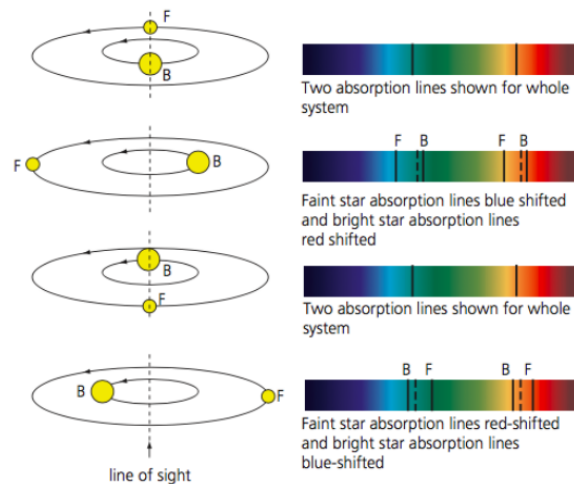 F
B
Two absorption lines shown for whole
system
F B B
F
F B
Faint star absorption lines blue shifted
and bright star absorption lines
red shifted
B
F
Two absorption lines shown for whole
system
B F B F
B F
Faint star absorption lines red-shifted
and bright star absorption lines
blue-shifted
line of sight